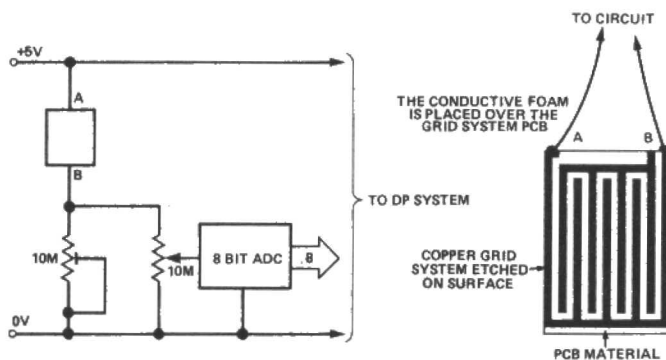 +5V
A
B
10M
10M
8 BIT ADC
8
0V
TO DP SYSTEM
TO CIRCUIT
THE CONDUCTIVE FOAM
IS PLACED OVER THE
GRID SYSTEM PCB
A
B
COPPER GRID
SYSTEM ETCHED
ON SURFACE
PCB MATERIAL